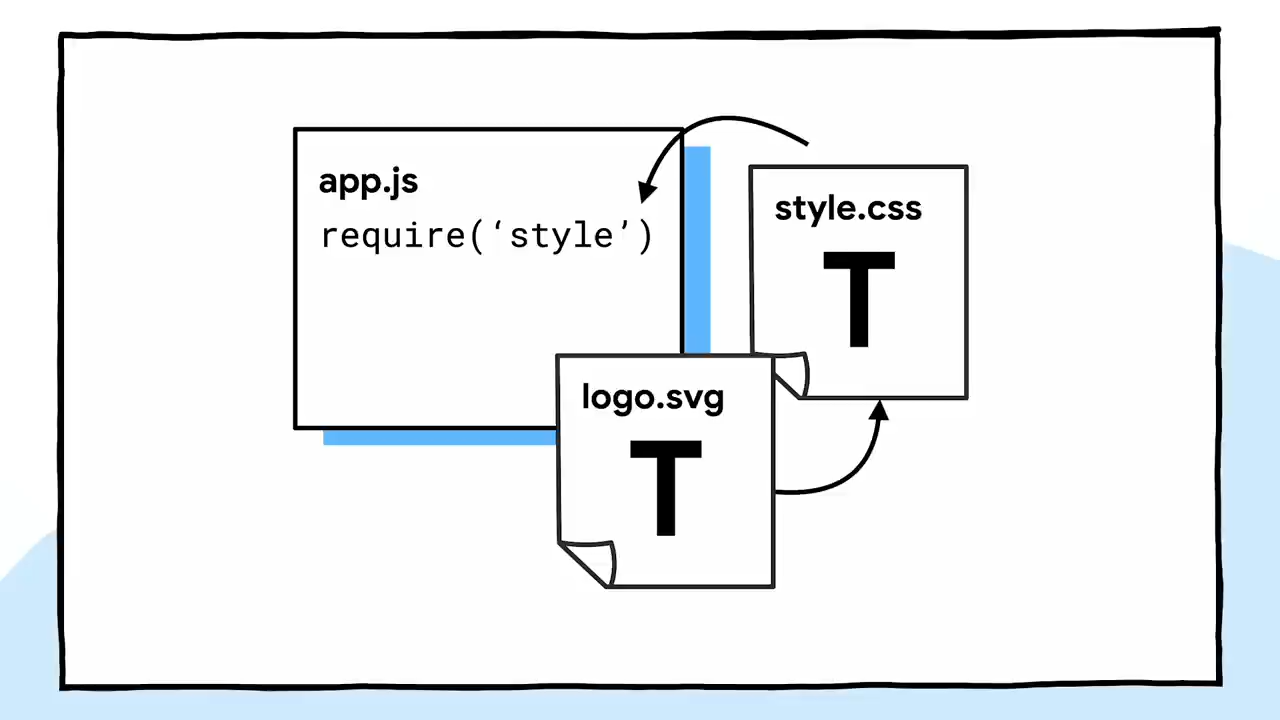 app.js
require(‘style’)
style.css
T
logo.svg
T